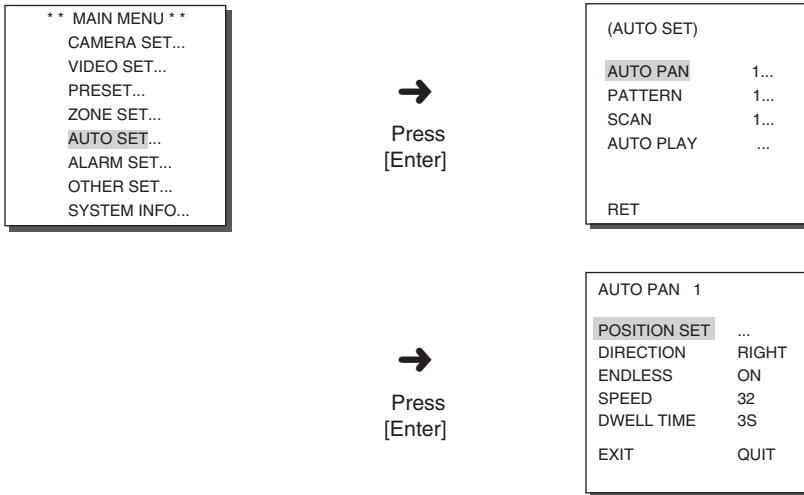 * * MAIN MENU * *
CAMERA SET...
VIDEO SET...
PRESET...
ZONE SET...
AUTO SET...
ALARM SET...
OTHER SET...
SYSTEM INFO...
Press
[Enter]
(AUTO SET)
AUTO PAN 1...
PATTERN 1...
SCAN 1...
AUTO PLAY ...
RET
Press
[Enter]
AUTO PAN 1
POSITION SET ...
DIRECTION RIGHT
ENDLESS ON
SPEED 32
DWELL TIME 3S
EXIT QUIT